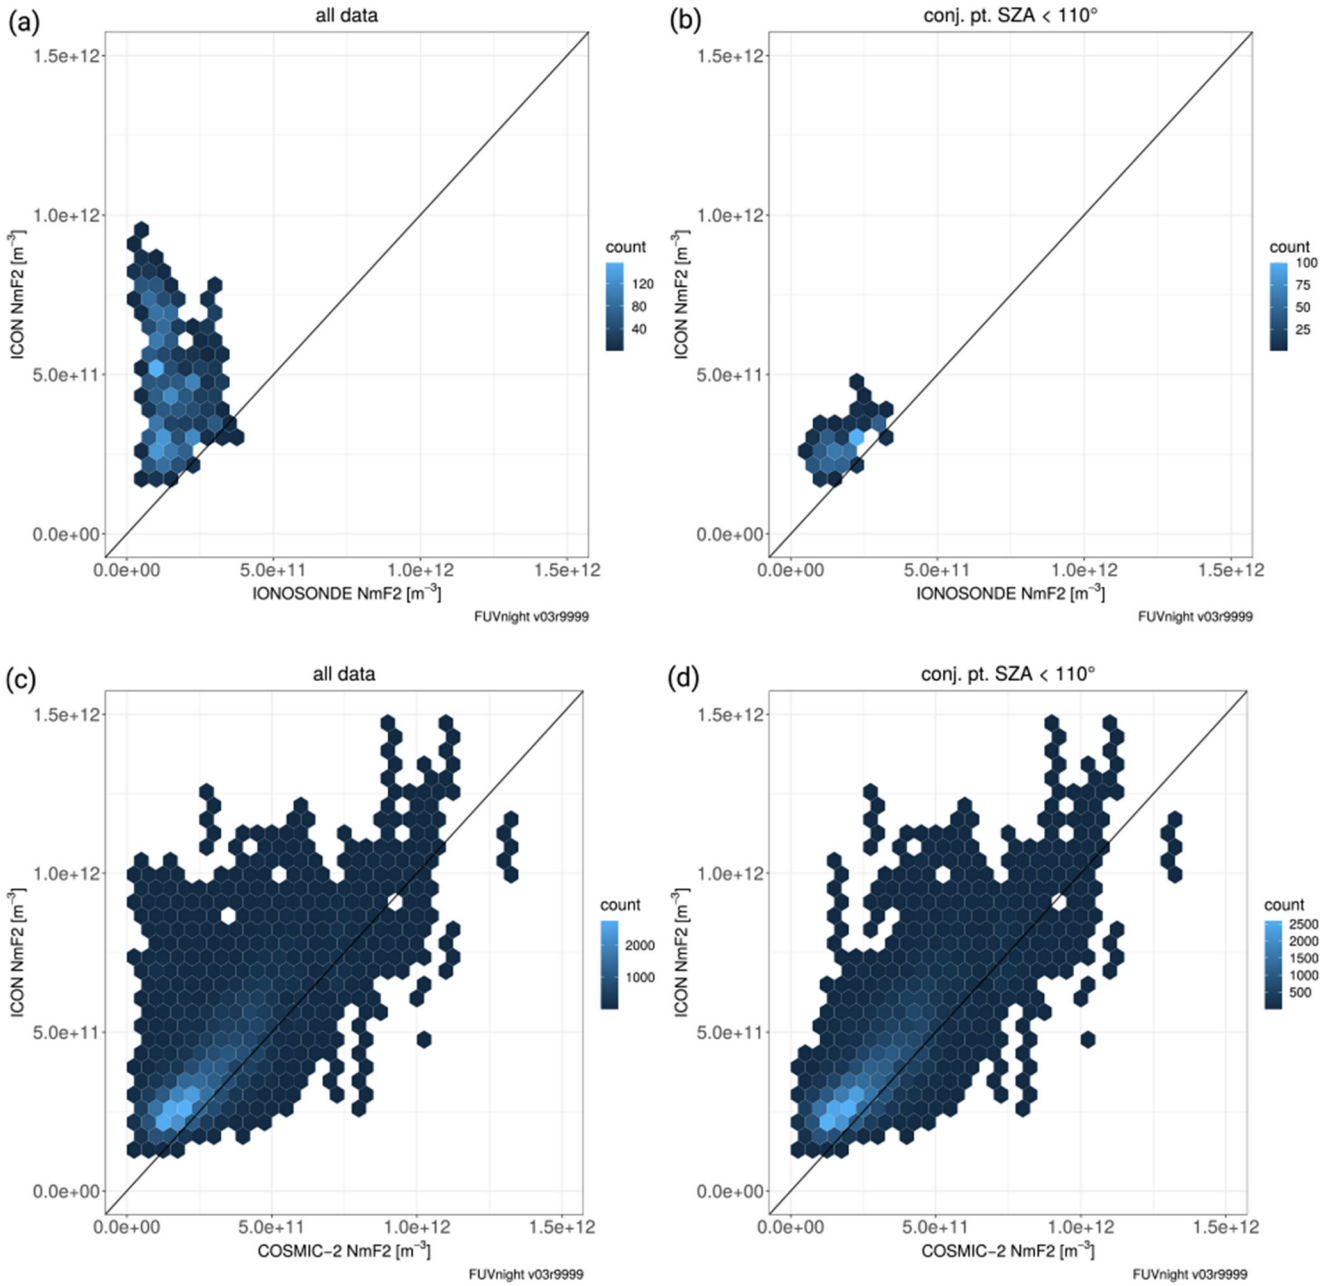 (a)
all data
1.5e+12
1.0e+12
5.0e+11
0.0e+00
ICON NmF2 [m⁻³]
0.0e+00 5.0e+11 1.0e+12 1.5e+12
IONOSONDE NmF2 [m⁻³]
FUVnight v03r9999
count
120
80
40
(b)
conj. pt. SZA < 110°
1.5e+12
1.0e+12
5.0e+11
0.0e+00
ICON NmF2 [m⁻³]
0.0e+00 5.0e+11 1.0e+12 1.5e+12
IONOSONDE NmF2 [m⁻³]
FUVnight v03r9999
count
100
75
50
25
(c)
all data
1.5e+12
1.0e+12
5.0e+11
0.0e+00
ICON NmF2 [m⁻³]
0.0e+00 5.0e+11 1.0e+12 1.5e+12
COSMIC−2 NmF2 [m⁻³]
FUVnight v03r9999
count
2000
1000
(d)
conj. pt. SZA < 110°
1.5e+12
1.0e+12
5.0e+11
0.0e+00
ICON NmF2 [m⁻³]
0.0e+00 5.0e+11 1.0e+12 1.5e+12
COSMIC−2 NmF2 [m⁻³]
FUVnight v03r9999
count
2500
2000
1500
1000
500